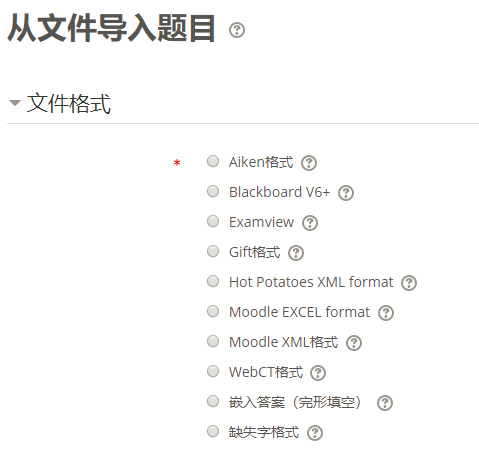 从文件导入题目
文件格式
* Aiken格式
Blackboard V6+
Examview
Gift格式
Hot Potatoes XML format
Moodle EXCEL format
Moodle XML格式
WebCT格式
嵌入答案（完形填空）
缺失字格式